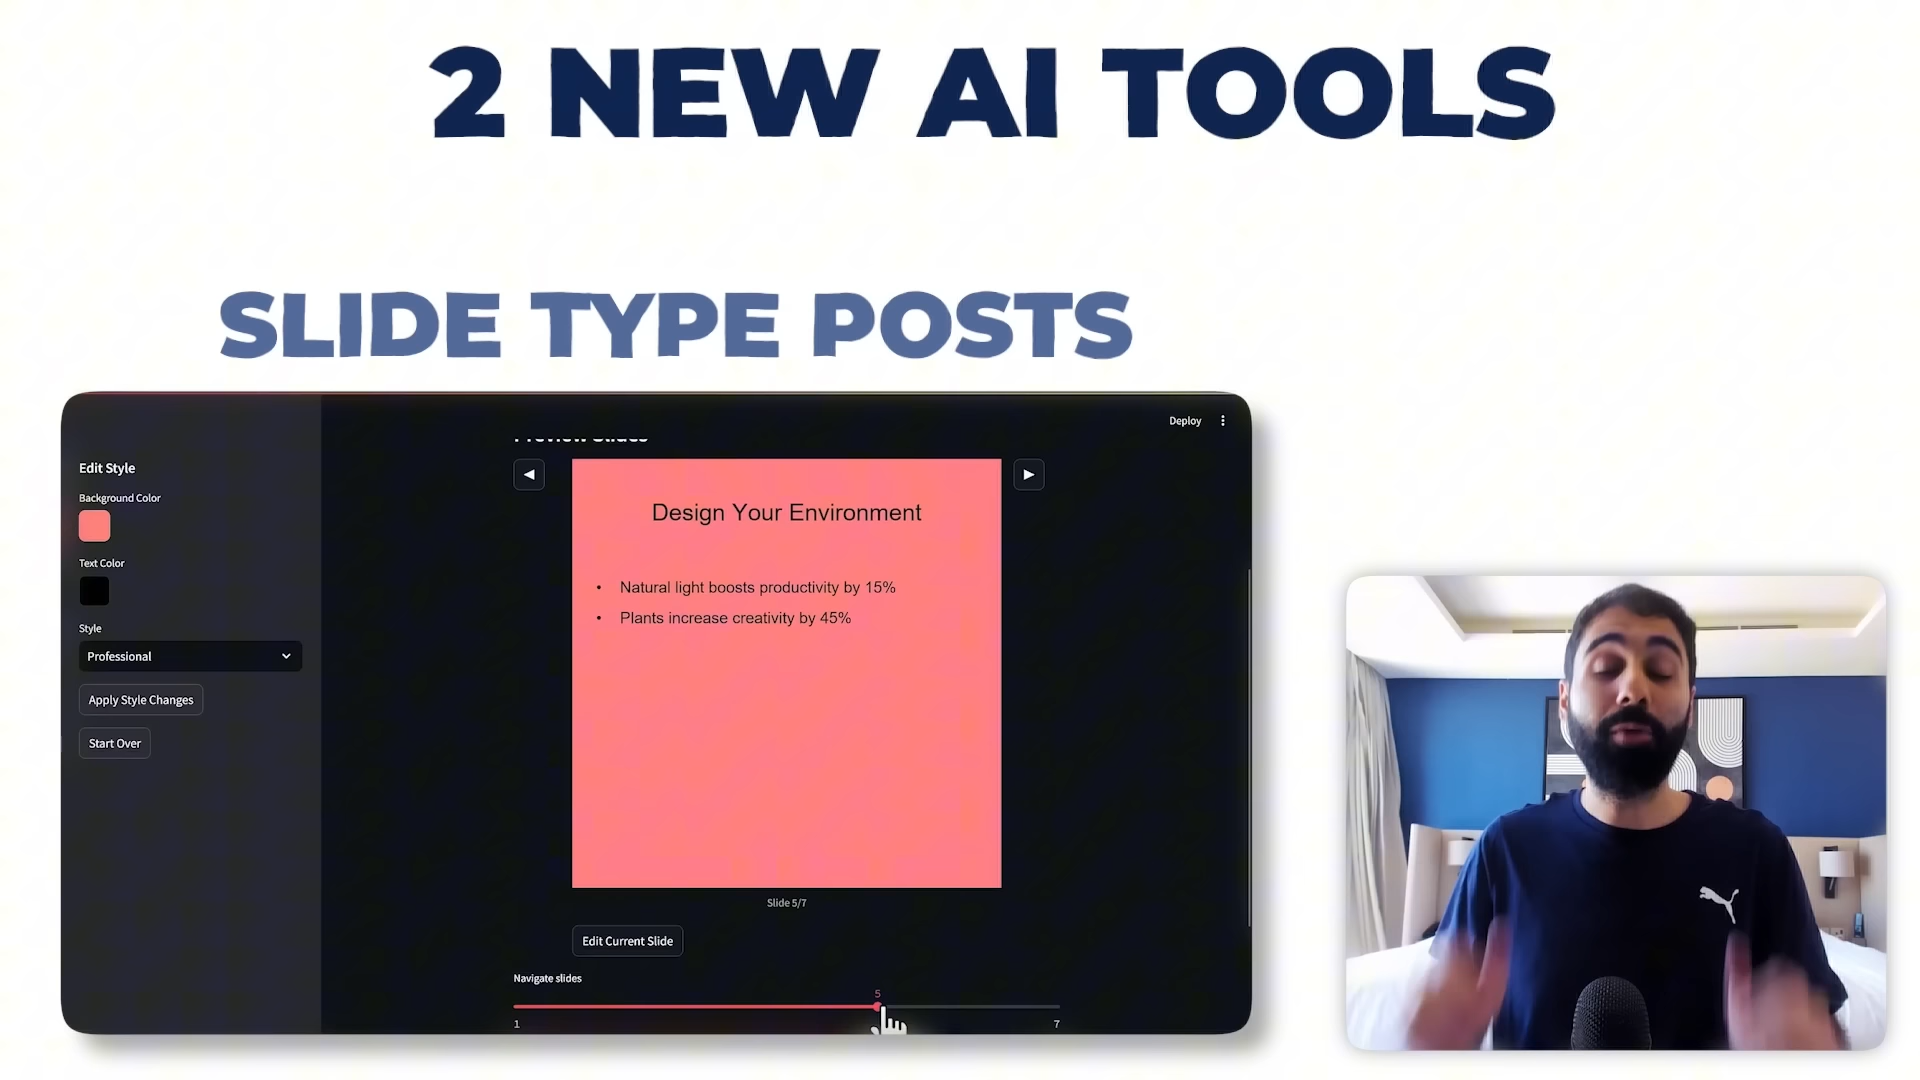 2 NEW AI TOOLS
SLIDE TYPE POSTS
Deploy
Preview Slides
Edit Style
Background Color
Text Color
Style
Professional
Apply Style Changes
Start Over
Design Your Environment
• Natural light boosts productivity by 15%
• Plants increase creativity by 45%
Slide 5/7
Edit Current Slide
Navigate slides
5
1 7